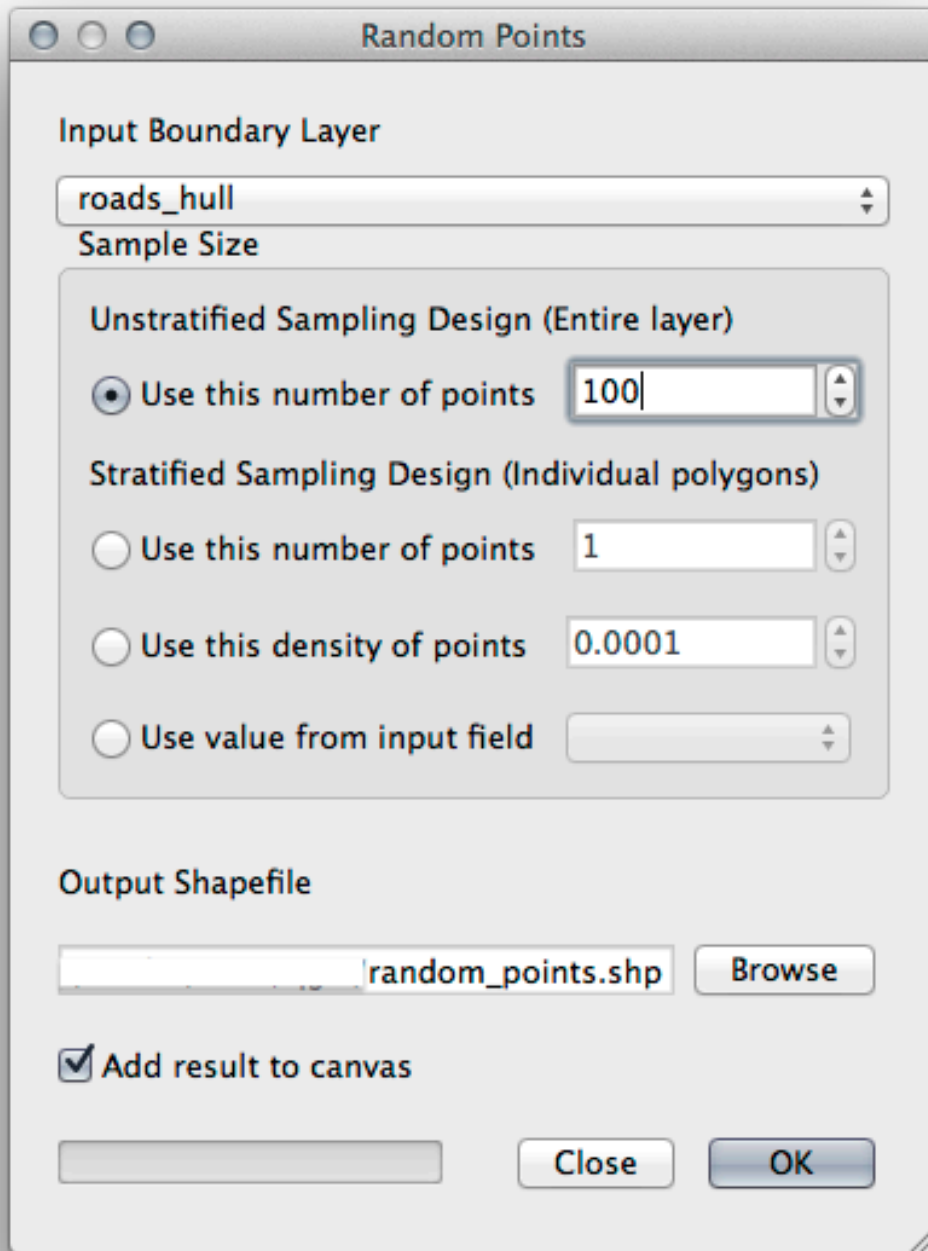 Random Points
Input Boundary Layer
roads_hull
Sample Size
Unstratified Sampling Design (Entire layer)
Use this number of points 100
Stratified Sampling Design (Individual polygons)
Use this number of points 1
Use this density of points 0.0001
Use value from input field
Output Shapefile
/random_points.shp Browse
Add result to canvas
Close OK